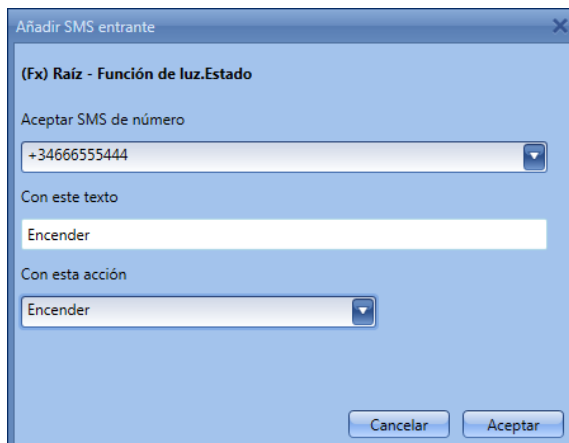 Añadir SMS entrante
(Fx) Raíz - Función de luz.Estado
Aceptar SMS de número
+34666555444
Con este texto
Encender
Con esta acción
Encender
Cancelar Aceptar